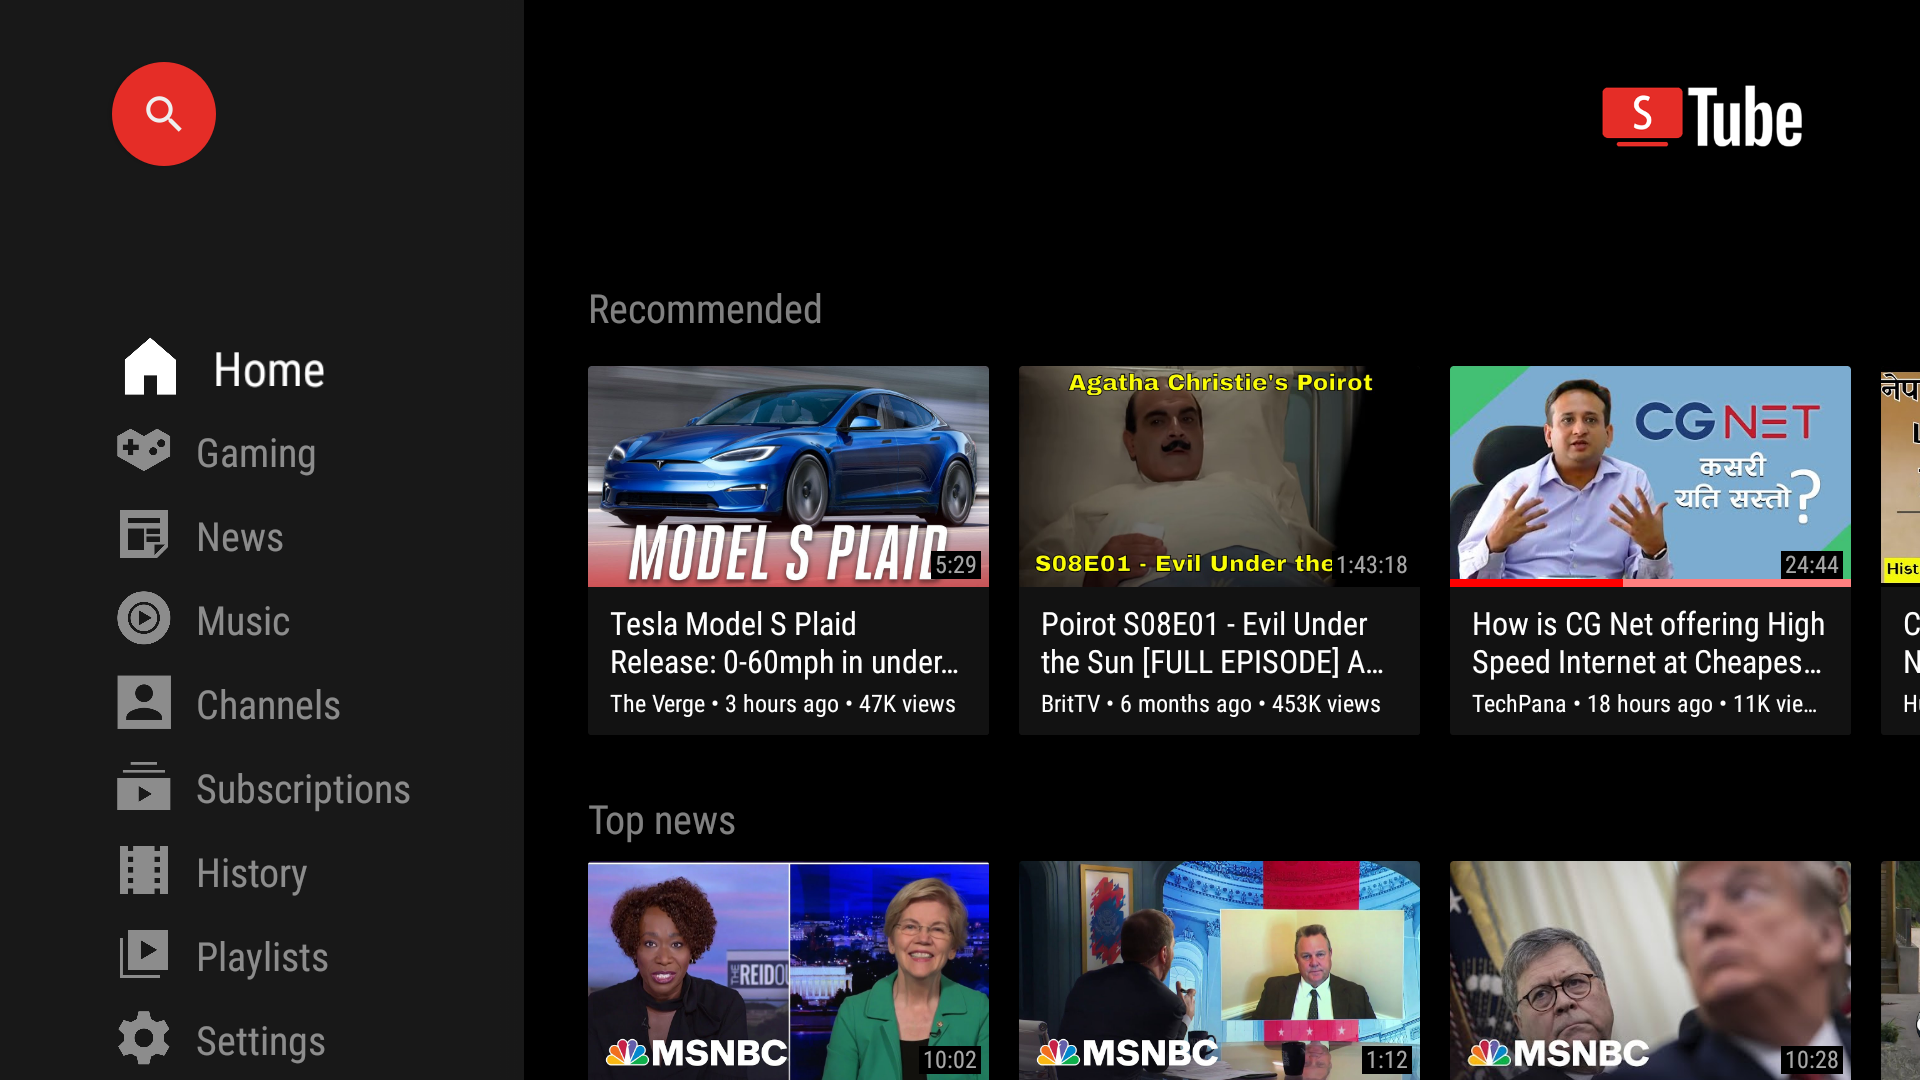 S Tube
Home
Gaming
News
Music
Channels
Subscriptions
History
Playlists
Settings
Recommended
MODEL S PLAID
5:29
Tesla Model S Plaid
Release: 0-60mph in under...
The Verge • 3 hours ago • 47K views
Agatha Christie's Poirot
S08E01 - Evil Under the
1:43:18
Poirot S08E01 - Evil Under
the Sun [FULL EPISODE] A...
BritTV • 6 months ago • 453K views
CG NET
कसरी
यति सस्तो?
24:44
How is CG Net offering High
Speed Internet at Cheapes...
TechPana • 18 hours ago • 11K vie...
नेप
Hist
C
N
Top news
THE REIDOU
MSNBC
10:02
MSNBC
1:12
MSNBC
10:28